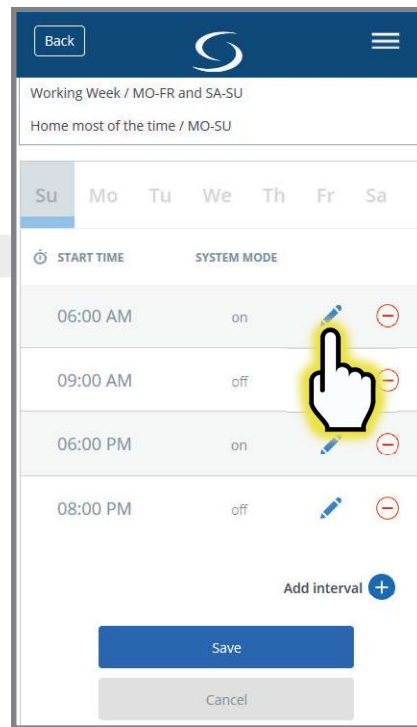 Back
Working Week / MO-FR and SA-SU
Home most of the time / MO-SU
Su Mo Tu We Th Fr Sa
START TIME SYSTEM MODE
06:00 AM on
09:00 AM off
06:00 PM on
08:00 PM off
Add interval
Save
Cancel